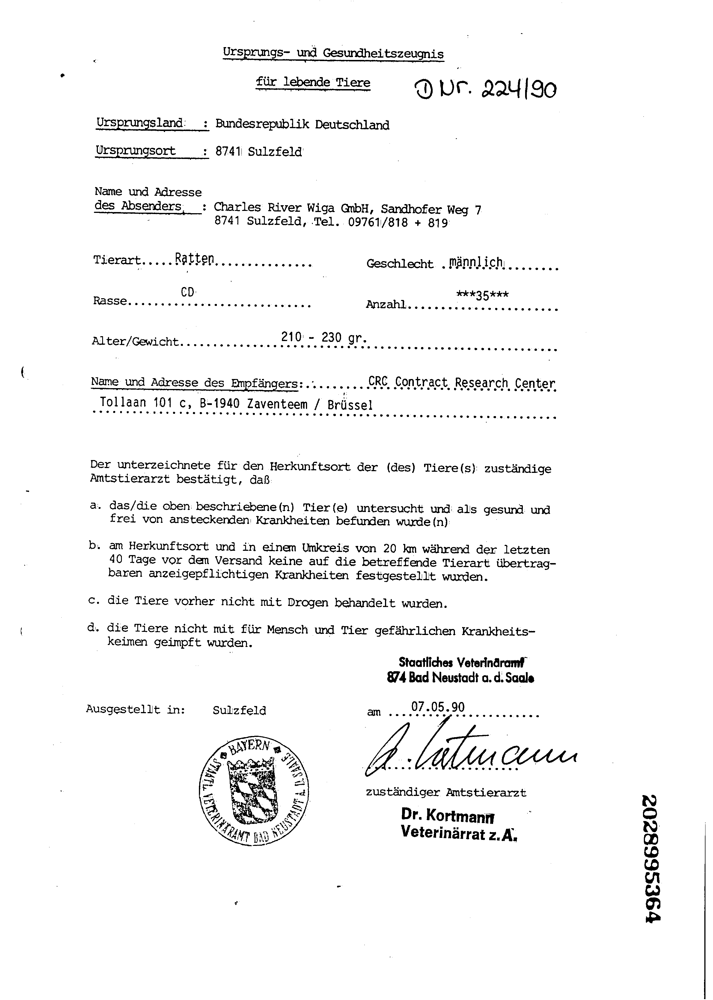 Ursprungs- und Gesundheitszeugnis
für lebende Tiere
① Nr. 224/90
Ursprungsland : Bundesrepublik Deutschland
Ursprungsort : 8741 Sulzfeld
Name und Adresse
des Absenders : Charles River Wiga GmbH, Sandhofer Weg 7
8741 Sulzfeld, Tel. 09761/818 + 819
Tierart.....Ratten............... Geschlecht .männlich........
Rasse........CD.................... Anzahl.......***35***........
Alter/Gewicht...............210 - 230 gr..............................
Name und Adresse des Empfängers:.........CRC Contract Research Center
Tollaan 101 c, B-1940 Zaventeem / Brüssel
Der unterzeichnete für den Herkunftsort der (des) Tiere(s) zuständige
Amtstierarzt bestätigt, daß
a. das/die oben beschriebene(n) Tier(e) untersucht und als gesund und
frei von ansteckenden Krankheiten befunden wurde(n)
b. am Herkunftsort und in einem Umkreis von 20 km während der letzten
40 Tage vor dem Versand keine auf die betreffende Tierart übertrag-
baren anzeigepflichtigen Krankheiten festgestellt wurden.
c. die Tiere vorher nicht mit Drogen behandelt wurden.
d. die Tiere nicht mit für Mensch und Tier gefährlichen Krankheits-
keimen geimpft wurden.
Staatliches Veterinäramt
874 Bad Neustadt a. d. Saale
Ausgestellt in: Sulzfeld am ....07.05.90...........
BAYERN
STAATL. VETERINÄRAMT BAD NEUSTADT A. D. SAALE
zuständiger Amtstierarzt
Dr. Kortmann
Veterinärrat z.A.
2028995364